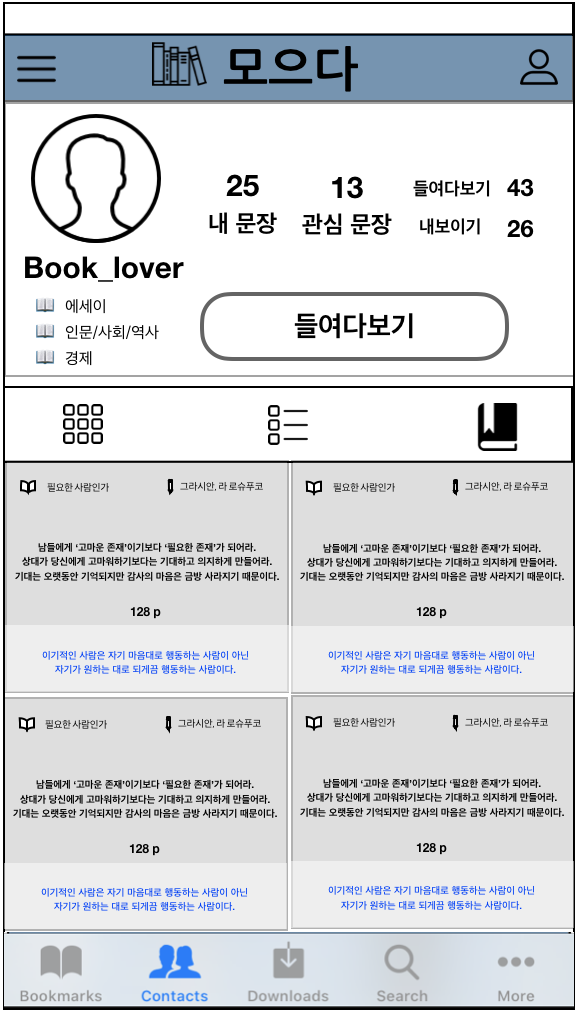 모으다
25
내 문장
13
관심 문장
들여다보기 43
내보이기 26
Book_lover
에세이
인문/사회/역사
경제
들여다보기
필요한 사람인가 그라시안, 라 로슈푸코
남들에게 ‘고마운 존재’이기보다 ‘필요한 존재’가 되어라.
상대가 당신에게 고마워하기보다는 기대하고 의지하게 만들어라.
기대는 오랫동안 기억되지만 감사의 마음은 금방 사라지기 때문이다.
128 p
이기적인 사람은 자기 마음대로 행동하는 사람이 아닌
자기가 원하는 대로 되게끔 행동하는 사람이다.
필요한 사람인가 그라시안, 라 로슈푸코
남들에게 ‘고마운 존재’이기보다 ‘필요한 존재’가 되어라.
상대가 당신에게 고마워하기보다는 기대하고 의지하게 만들어라.
기대는 오랫동안 기억되지만 감사의 마음은 금방 사라지기 때문이다.
128 p
이기적인 사람은 자기 마음대로 행동하는 사람이 아닌
자기가 원하는 대로 되게끔 행동하는 사람이다.
필요한 사람인가 그라시안, 라 로슈푸코
남들에게 ‘고마운 존재’이기보다 ‘필요한 존재’가 되어라.
상대가 당신에게 고마워하기보다는 기대하고 의지하게 만들어라.
기대는 오랫동안 기억되지만 감사의 마음은 금방 사라지기 때문이다.
128 p
이기적인 사람은 자기 마음대로 행동하는 사람이 아닌
자기가 원하는 대로 되게끔 행동하는 사람이다.
필요한 사람인가 그라시안, 라 로슈푸코
남들에게 ‘고마운 존재’이기보다 ‘필요한 존재’가 되어라.
상대가 당신에게 고마워하기보다는 기대하고 의지하게 만들어라.
기대는 오랫동안 기억되지만 감사의 마음은 금방 사라지기 때문이다.
128 p
이기적인 사람은 자기 마음대로 행동하는 사람이 아닌
자기가 원하는 대로 되게끔 행동하는 사람이다.
Bookmarks Contacts Downloads Search More